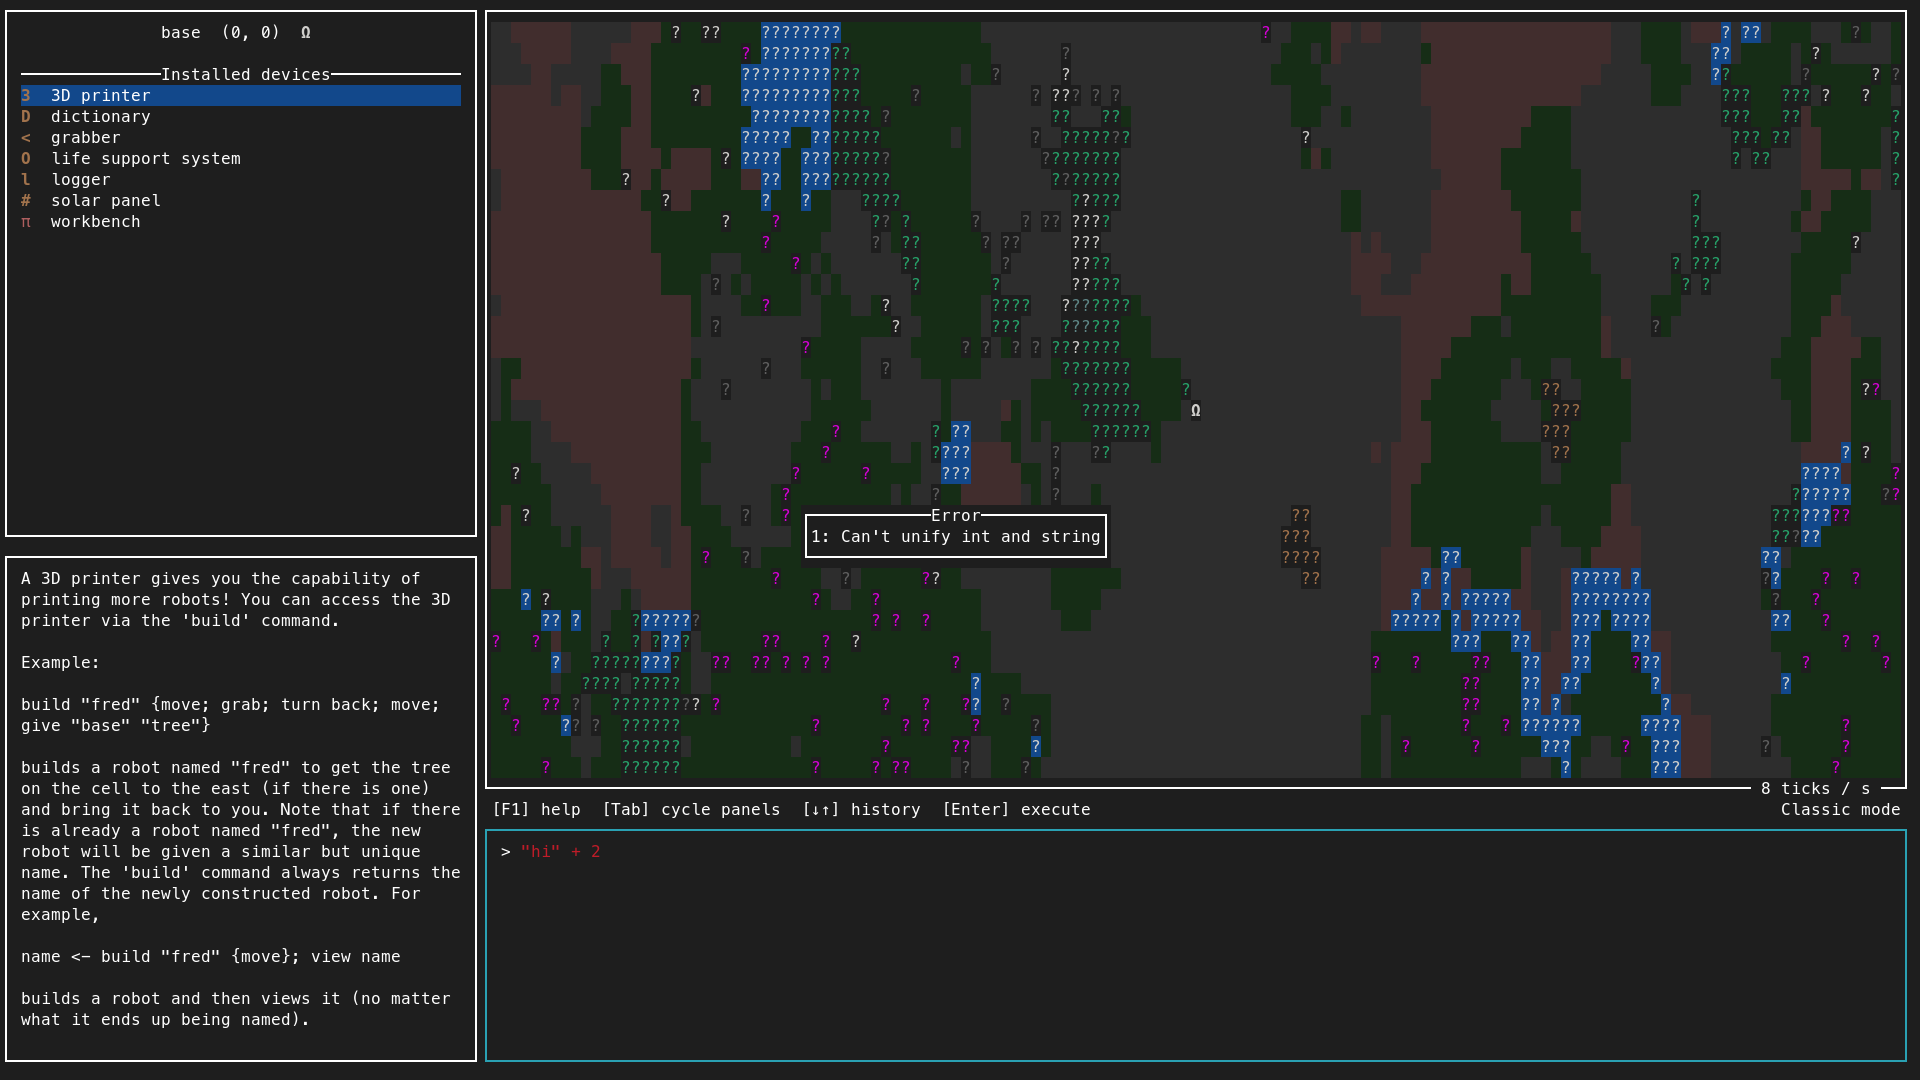 base (0, 0) Ω
Installed devices
3 3D printer
D dictionary
< grabber
O life support system
l logger
# solar panel
π workbench
A 3D printer gives you the capability of
printing more robots! You can access the 3D
printer via the 'build' command.
Example:
build "fred" {move; grab; turn back; move;
give "base" "tree"}
builds a robot named "fred" to get the tree
on the cell to the east (if there is one)
and bring it back to you. Note that if there
is already a robot named "fred", the new
robot will be given a similar but unique
name. The 'build' command always returns the
name of the newly constructed robot. For
example,
name <- build "fred" {move}; view name
builds a robot and then views it (no matter
what it ends up being named).
Ω
Error
1: Can't unify int and string
8 ticks / s
[F1] help [Tab] cycle panels [↓↑] history [Enter] execute
Classic mode
> "hi" + 2